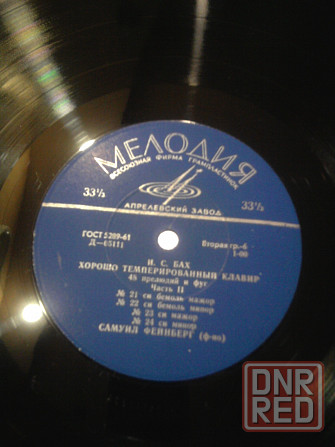 МЕЛОДИЯ
ВСЕСОЮЗНАЯ ФИРМА ГРАМПЛАСТИНОК
33⅓ 33⅓
АПРЕЛЕВСКИЙ ЗАВОД
ГОСТ 5289-61 Вторая гр.-6
Д—05111 1-00
И. С. БАХ
ХОРОШО ТЕМПЕРИРОВАННЫЙ КЛАВИР
48 прелюдий и фуг
Часть II
№ 21 си бемоль мажор
№ 22 си бемоль минор
№ 23 си мажор
№ 24 си минор
САМУИЛ ФЕЙНБЕРГ (ф-но)
DNR
RED